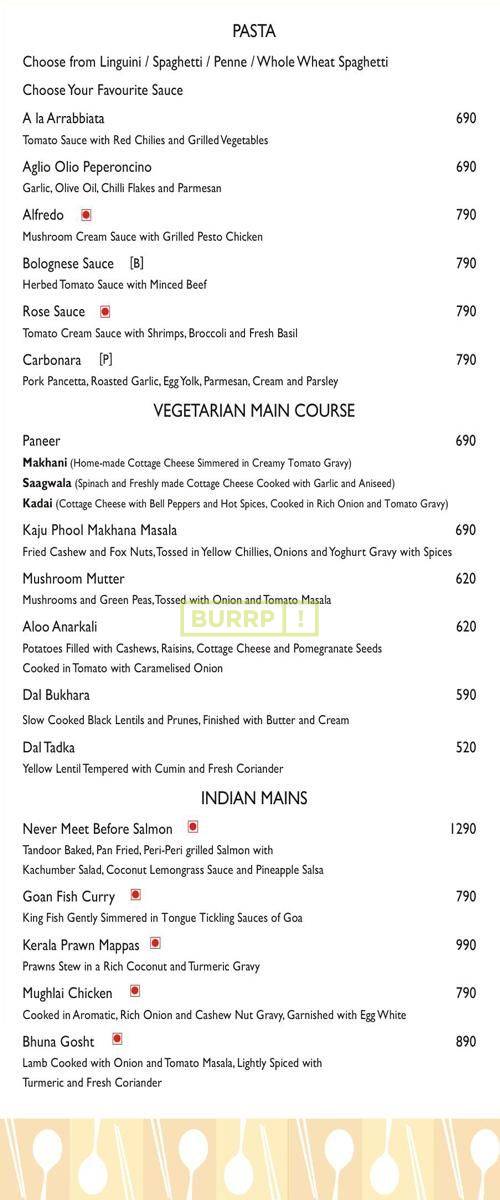 PASTA
Choose from Linguini / Spaghetti / Penne / Whole Wheat Spaghetti
Choose Your Favourite Sauce
A la Arrabbiata 690
Tomato Sauce with Red Chilies and Grilled Vegetables
Aglio Olio Peperoncino 690
Garlic, Olive Oil, Chilli Flakes and Parmesan
Alfredo 790
Mushroom Cream Sauce with Grilled Pesto Chicken
Bolognese Sauce [B] 790
Herbed Tomato Sauce with Minced Beef
Rose Sauce 790
Tomato Cream Sauce with Shrimps, Broccoli and Fresh Basil
Carbonara [P] 790
Pork Pancetta, Roasted Garlic, Egg Yolk, Parmesan, Cream and Parsley
VEGETARIAN MAIN COURSE
Paneer 690
Makhani (Home-made Cottage Cheese Simmered in Creamy Tomato Gravy)
Saagwala (Spinach and Freshly made Cottage Cheese Cooked with Garlic and Aniseed)
Kadai (Cottage Cheese with Bell Peppers and Hot Spices, Cooked in Rich Onion and Tomato Gravy)
Kaju Phool Makhana Masala 690
Fried Cashew and Fox Nuts, Tossed in Yellow Chillies, Onions and Yoghurt Gravy with Spices
Mushroom Mutter 620
Mushrooms and Green Peas, Tossed with Onion and Tomato Masala
BURRP !
Aloo Anarkali 620
Potatoes Filled with Cashews, Raisins, Cottage Cheese and Pomegranate Seeds
Cooked in Tomato with Caramelised Onion
Dal Bukhara 590
Slow Cooked Black Lentils and Prunes, Finished with Butter and Cream
Dal Tadka 520
Yellow Lentil Tempered with Cumin and Fresh Coriander
INDIAN MAINS
Never Meet Before Salmon 1290
Tandoor Baked, Pan Fried, Peri-Peri grilled Salmon with
Kachumber Salad, Coconut Lemongrass Sauce and Pineapple Salsa
Goan Fish Curry 790
King Fish Gently Simmered in Tongue Tickling Sauces of Goa
Kerala Prawn Mappas 990
Prawns Stew in a Rich Coconut and Turmeric Gravy
Mughlai Chicken 790
Cooked in Aromatic, Rich Onion and Cashew Nut Gravy, Garnished with Egg White
Bhuna Gosht 890
Lamb Cooked with Onion and Tomato Masala, Lightly Spiced with
Turmeric and Fresh Coriander